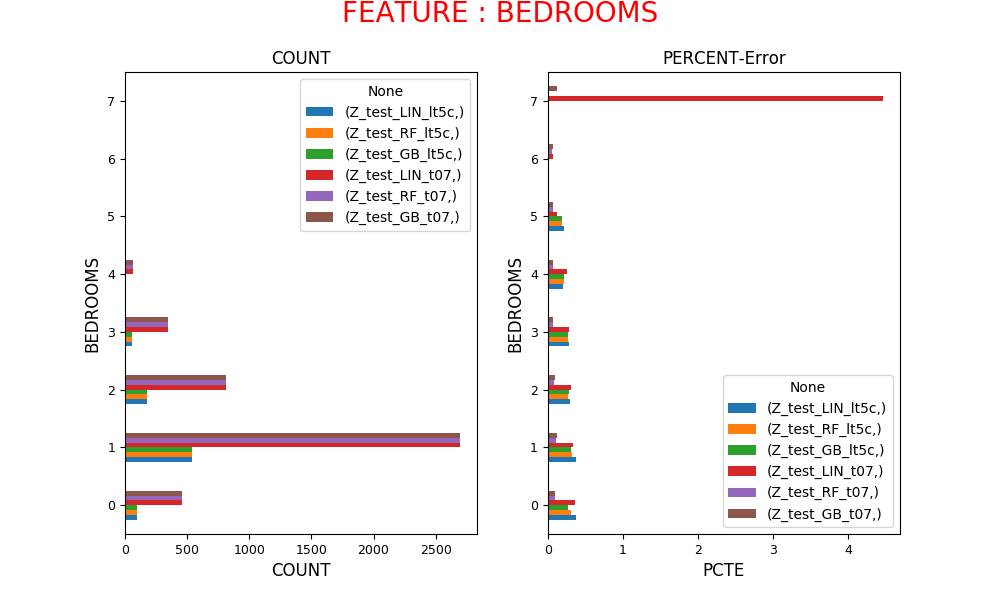 FEATURE : BEDROOMS
COUNT
PERCENT-Error
None
(Z_test_LIN_lt5c,)
(Z_test_RF_lt5c,)
(Z_test_GB_lt5c,)
(Z_test_LIN_t07,)
(Z_test_RF_t07,)
(Z_test_GB_t07,)
BEDROOMS
7
6
5
4
3
2
1
0
0 500 1000 1500 2000 2500
COUNT
BEDROOMS
7
6
5
4
3
2
1
0
None
(Z_test_LIN_lt5c,)
(Z_test_RF_lt5c,)
(Z_test_GB_lt5c,)
(Z_test_LIN_t07,)
(Z_test_RF_t07,)
(Z_test_GB_t07,)
0 1 2 3 4
PCTE